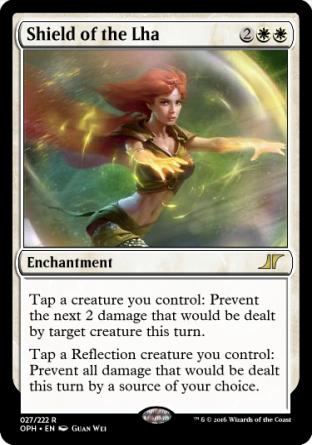 Shield of the Lha 2
Enchantment
Tap a creature you control: Prevent
the next 2 damage that would be dealt
by target creature this turn.
Tap a Reflection creature you control:
Prevent all damage that would be dealt
this turn by a source of your choice.
027/222 R
OPH • EN Guan Wei
™ & © 2016 Wizards of the Coast